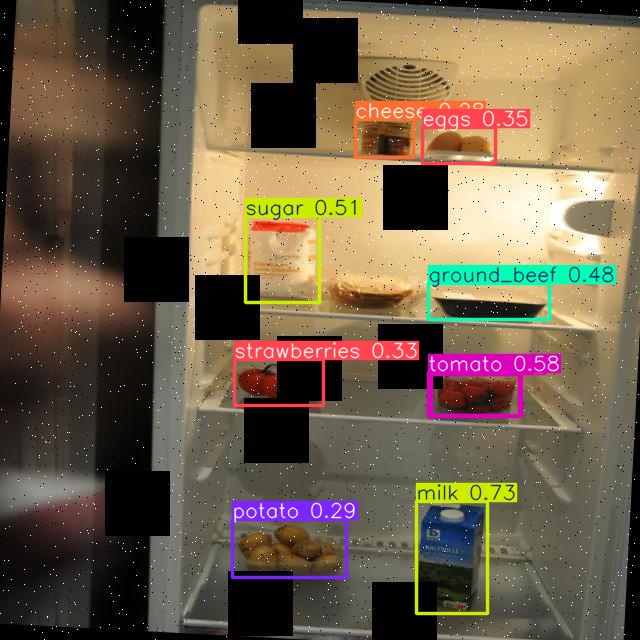 cheese 0.28
eggs 0.35
sugar 0.51
ground_beef 0.48
strawberries 0.33
tomato 0.58
milk 0.73
potato 0.29